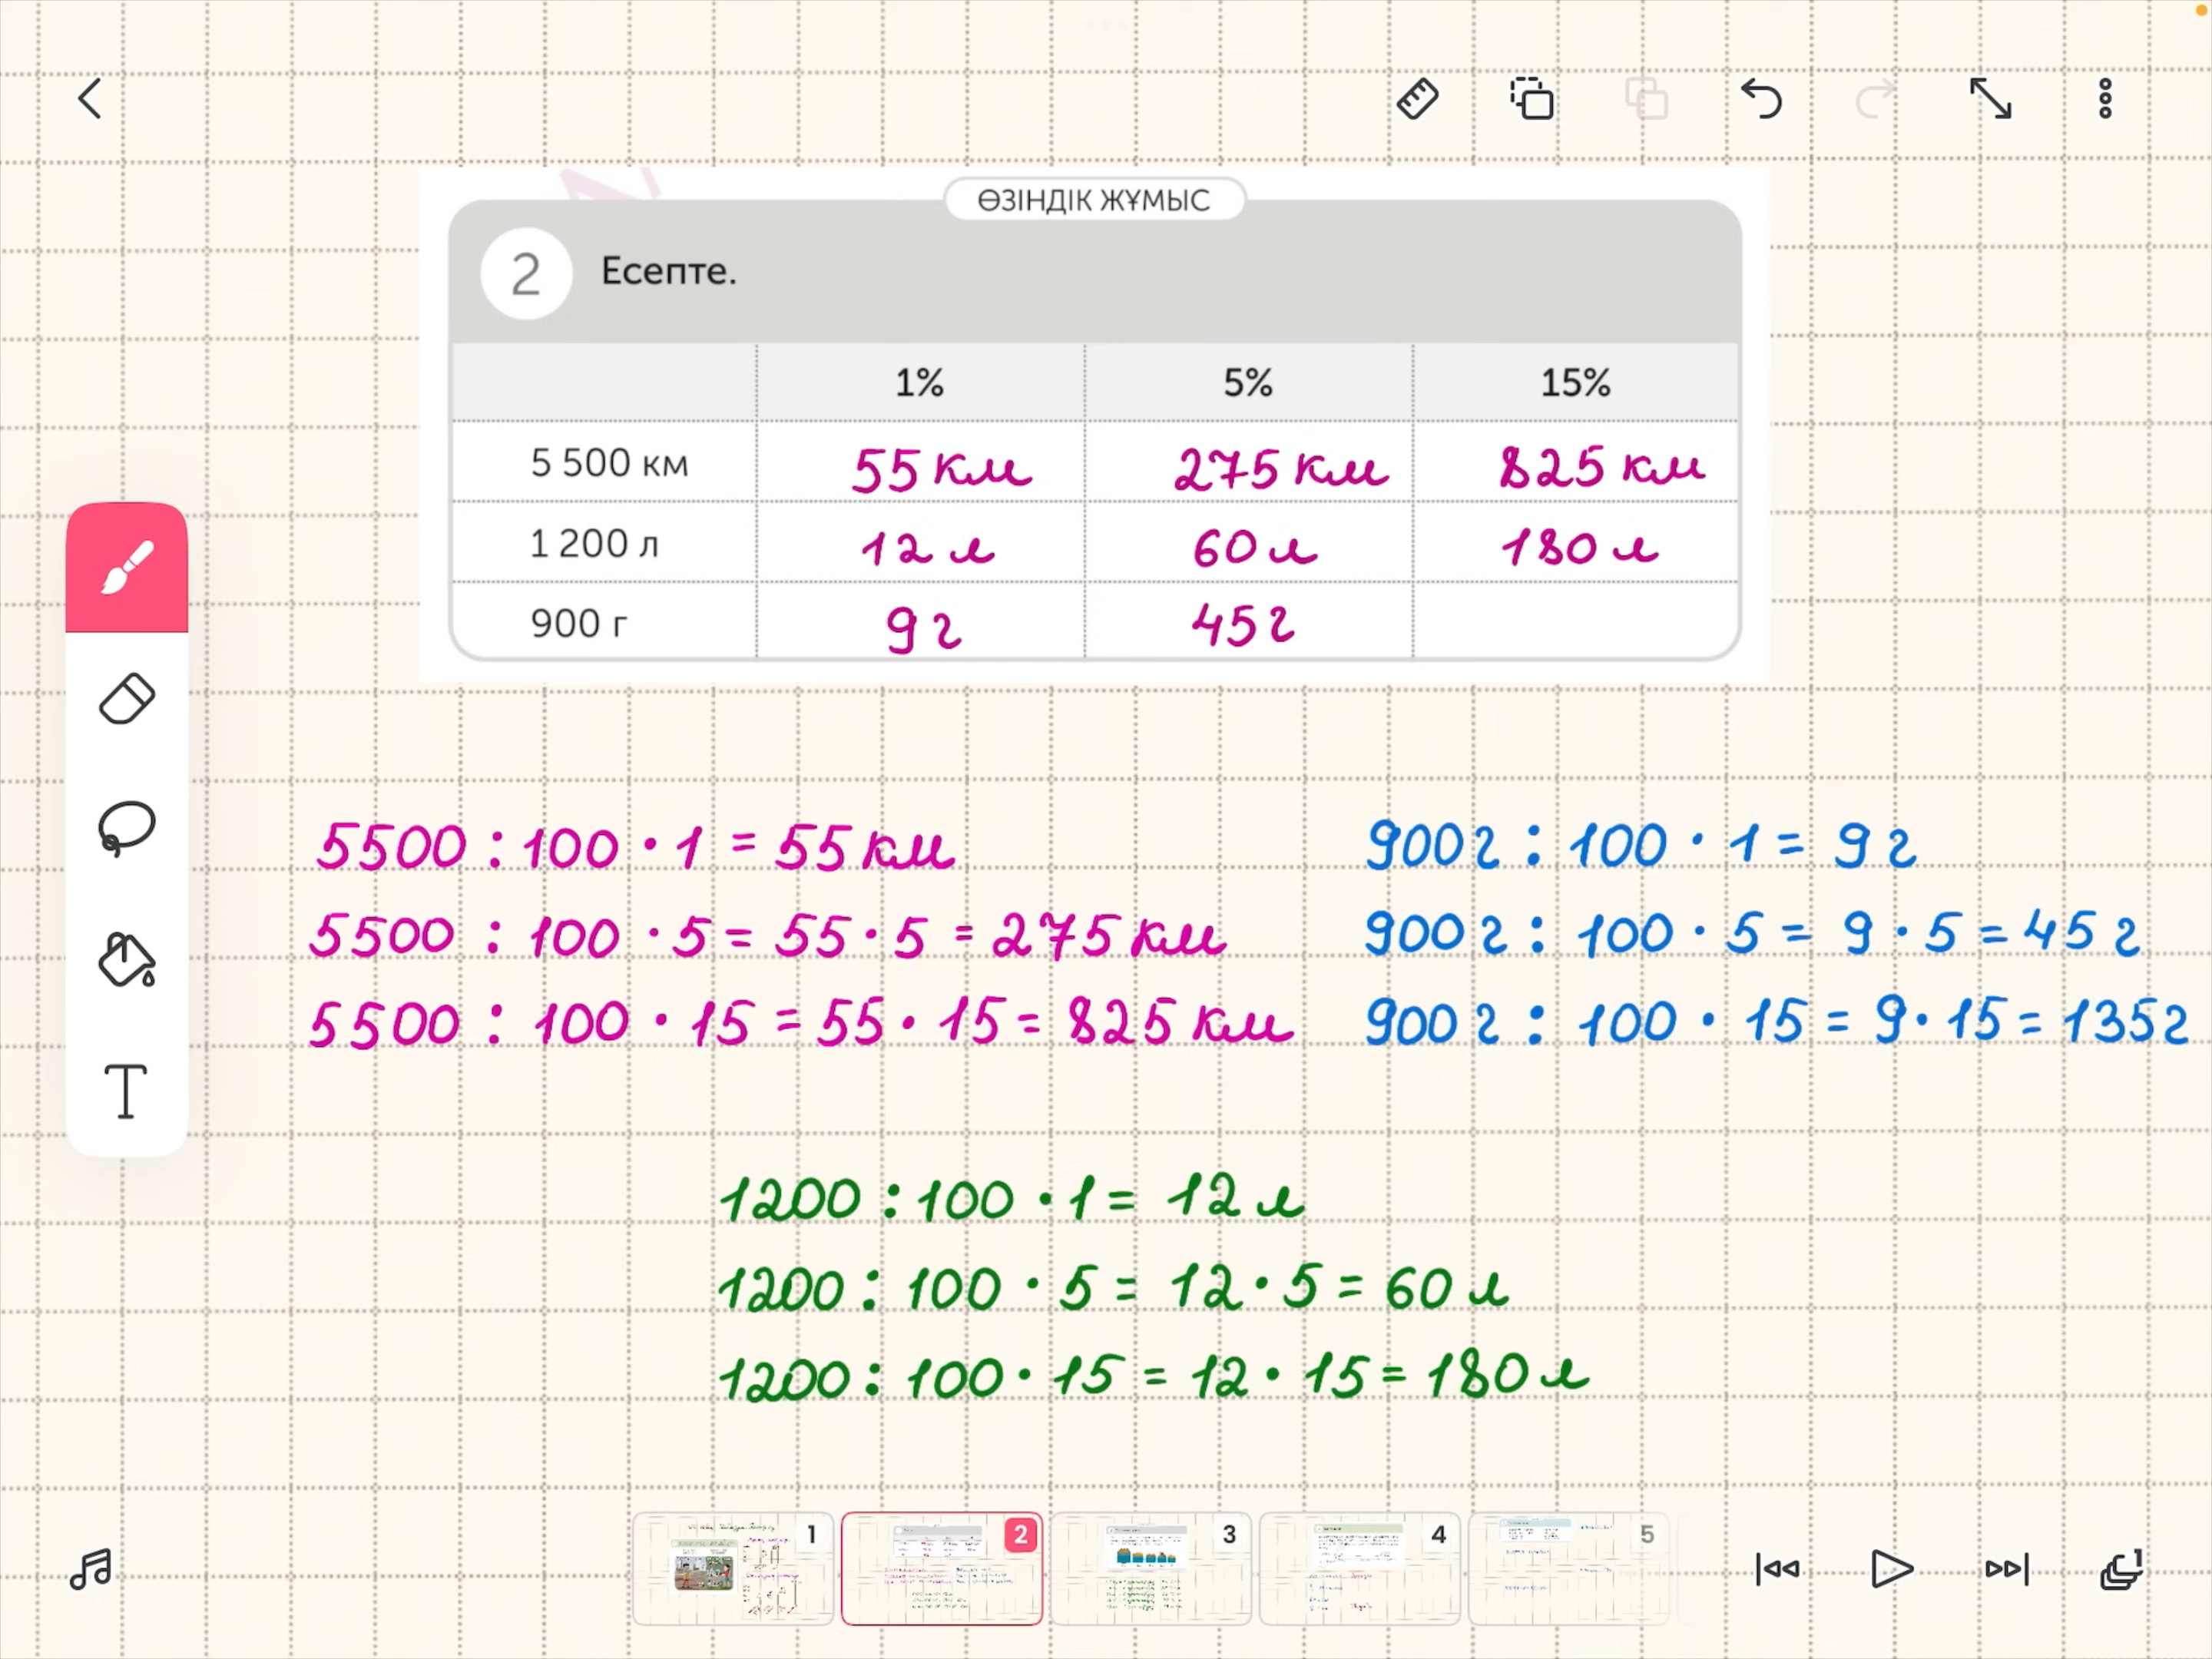 ӨЗІНДІК ЖҰМЫС
2 Есепте.
1% 5% 15%
5 500 км 55 км 275 км 825 км
1 200 л 12 л 60 л 180 л
900 г 9 г 45 г
5500 : 100 · 1 = 55 км
5500 : 100 · 5 = 55 · 5 = 275 км
5500 : 100 · 15 = 55 · 15 = 825 км
900 г : 100 · 1 = 9 г
900 г : 100 · 5 = 9 · 5 = 45 г
900 г : 100 · 15 = 9 · 15 = 135 г
1200 : 100 · 1 = 12 л
1200 : 100 · 5 = 12 · 5 = 60 л
1200 : 100 · 15 = 12 · 15 = 180 л
T
1 2 3 4 5